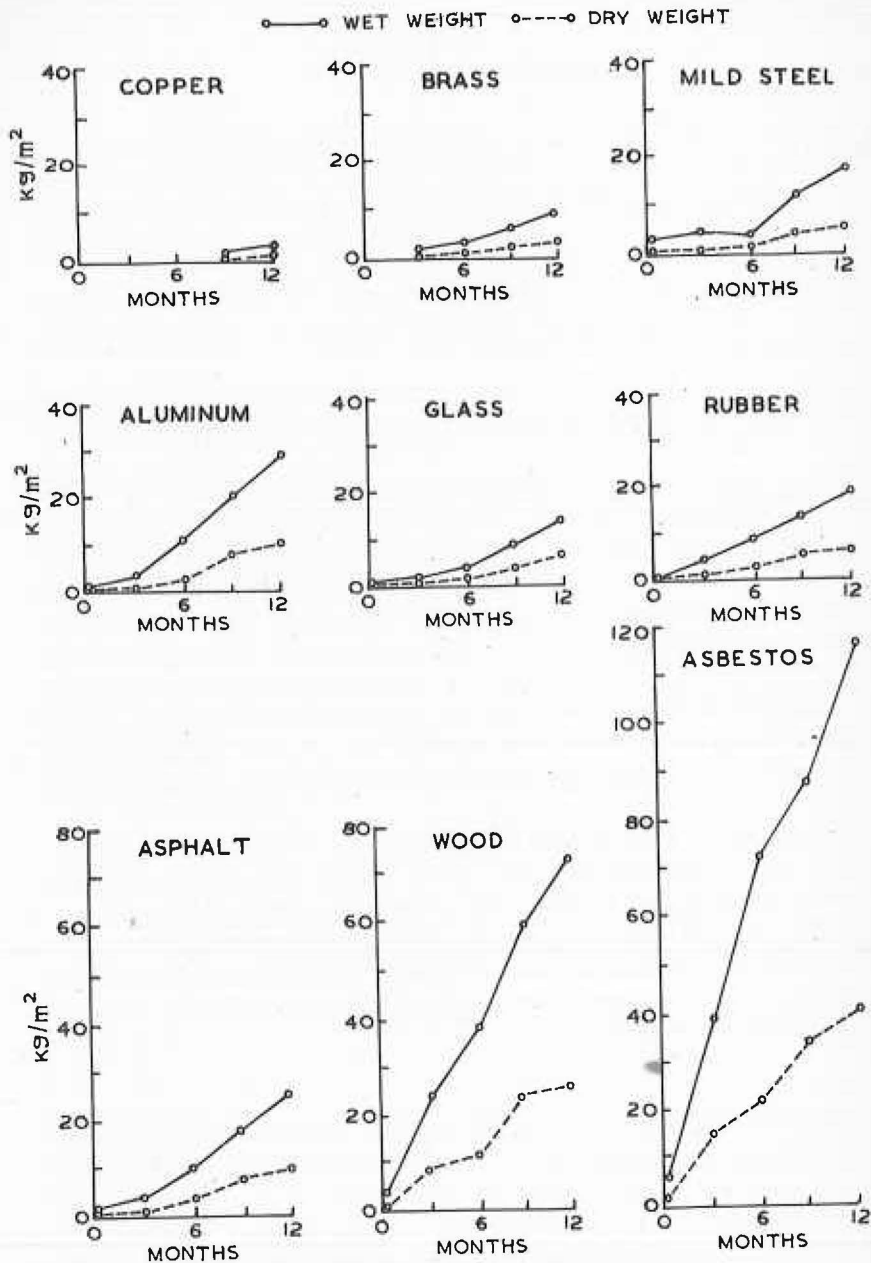 WET WEIGHT DRY WEIGHT
COPPER BRASS MILD STEEL
40 40 40
20 20 20
0 0 0
Kg/m²
0 6 12 0 6 12 0 6 12
MONTHS MONTHS MONTHS
ALUMINUM GLASS RUBBER
40 40 40
20 20 20
0 0 0
Kg/m²
0 6 12 0 6 12 0 6 12
MONTHS MONTHS MONTHS
ASBESTOS
120
100
80
60
40
20
0
0 6 12
MONTHS
ASPHALT WOOD
80 80
60 60
40 40
20 20
0 0
Kg/m²
0 6 12 0 6 12
MONTHS MONTHS